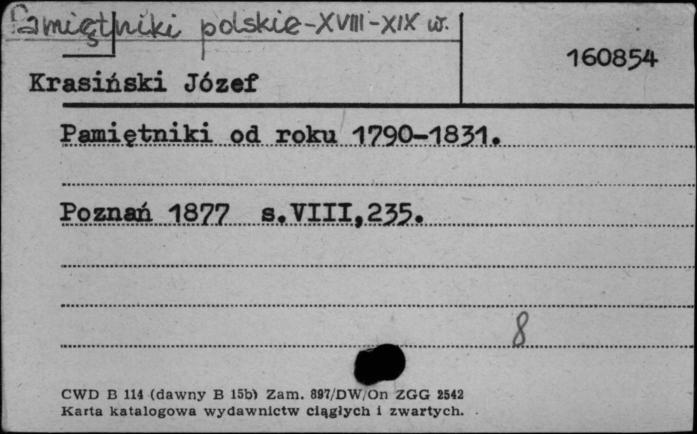 Pamiętniki polskie-XVIII-XIX w.
160854
Krasiński Józef
Pamiętniki od roku 1790-1831.
Poznań 1877 s.VIII,235.
8
CWD B 114 (dawny B 15b) Zam. 897/DW/On ZGG 2542
Karta katalogowa wydawnictw ciągłych i zwartych.